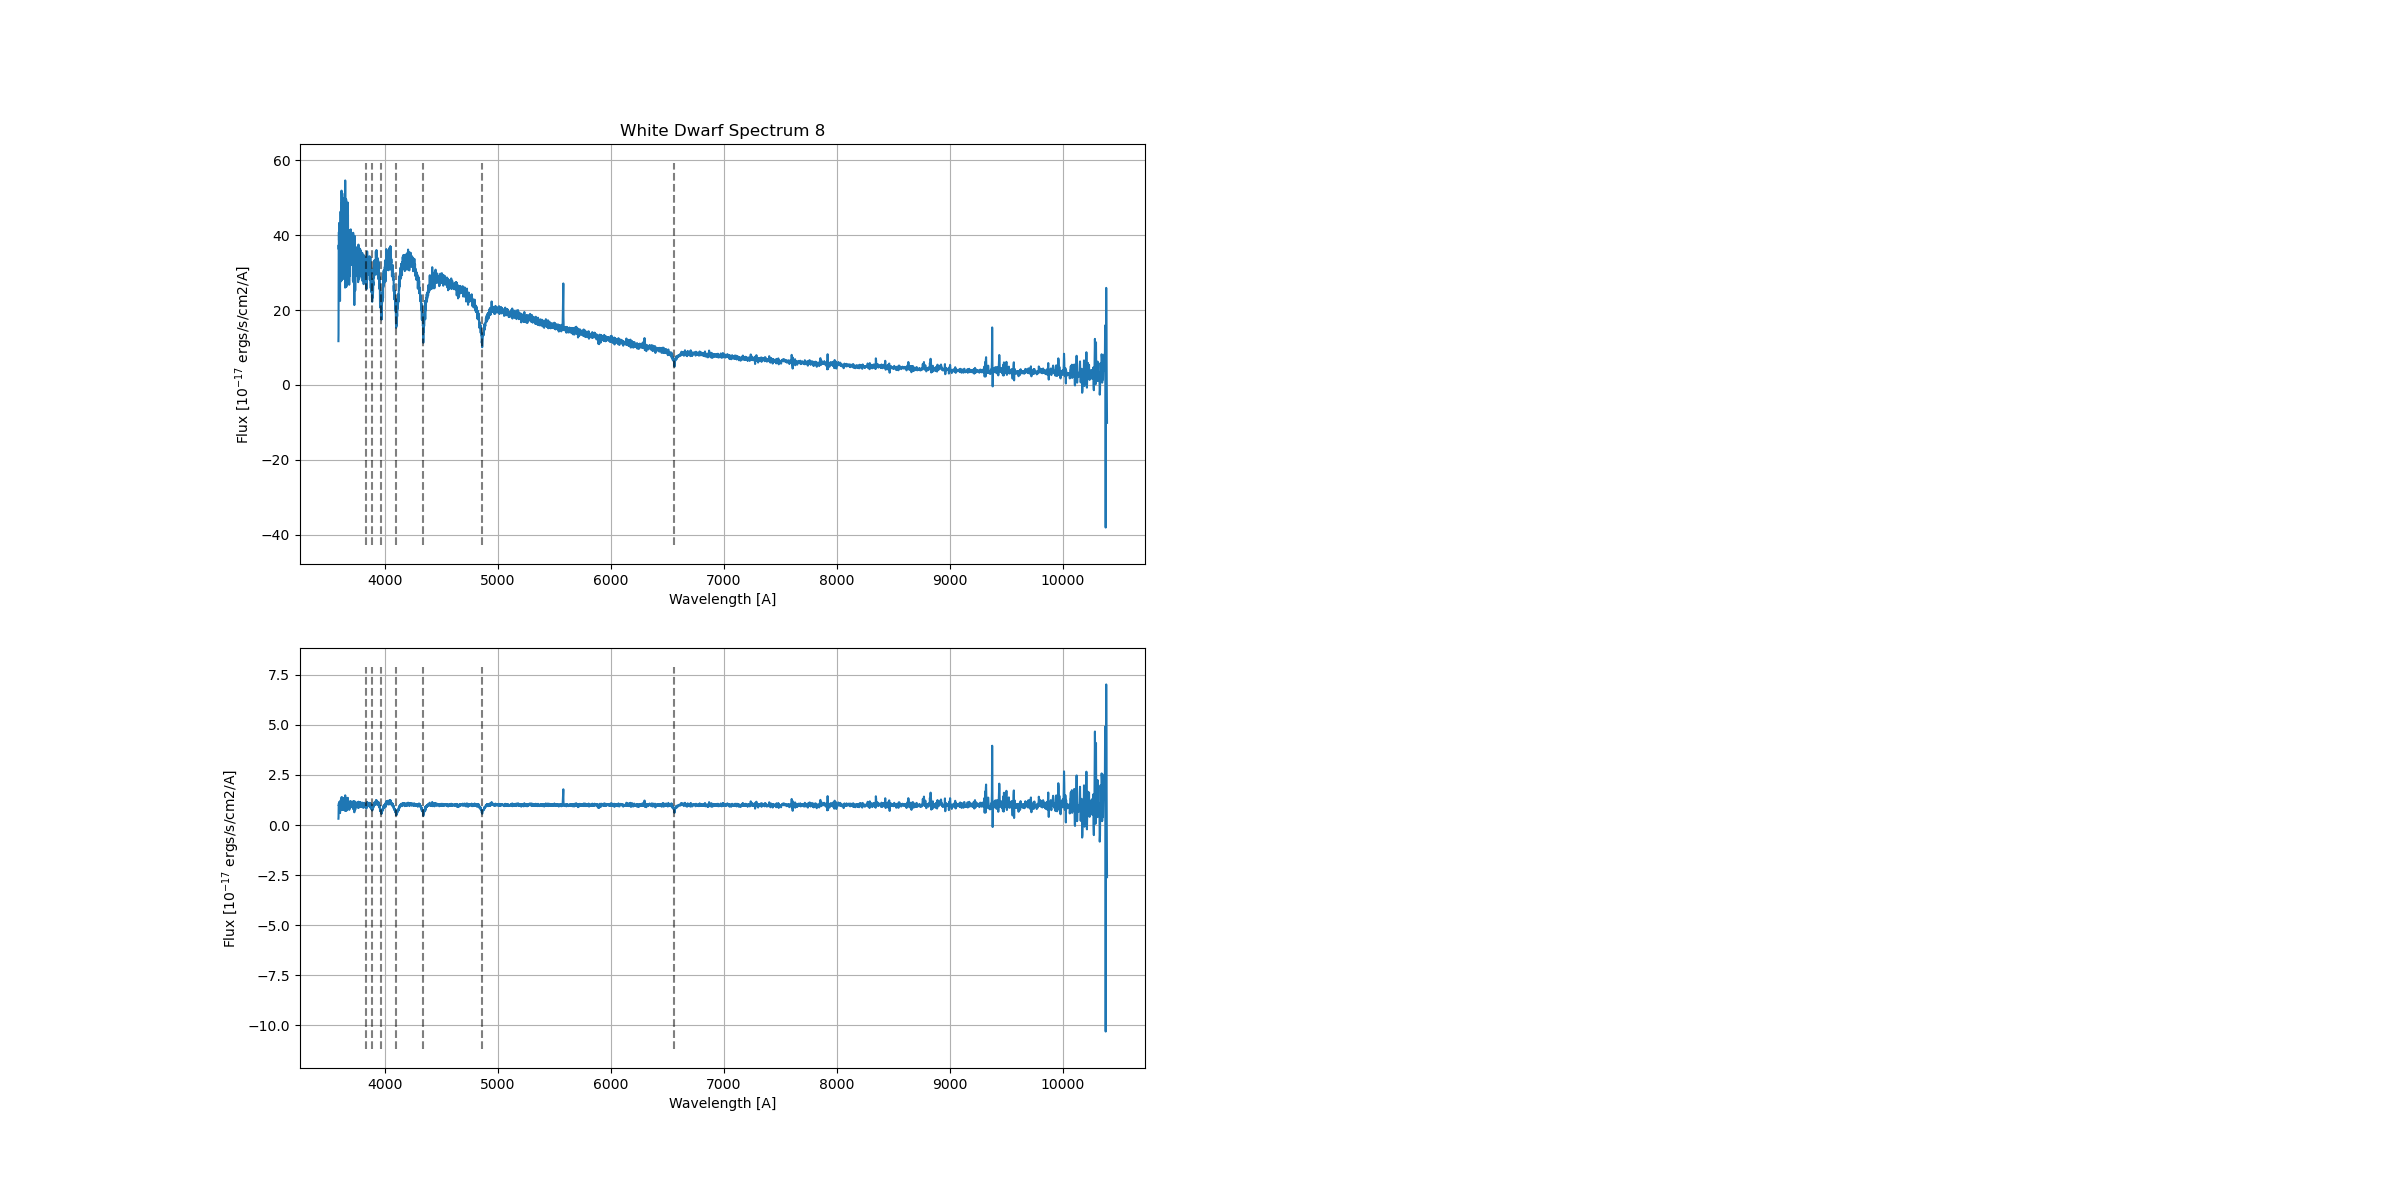 White Dwarf Spectrum 8
60
40
20
0
−20
−40
Flux [10⁻¹⁷ ergs/s/cm2/A]
4000 5000 6000 7000 8000 9000 10000
Wavelength [A]
7.5
5.0
2.5
0.0
−2.5
−5.0
−7.5
−10.0
Flux [10⁻¹⁷ ergs/s/cm2/A]
4000 5000 6000 7000 8000 9000 10000
Wavelength [A]